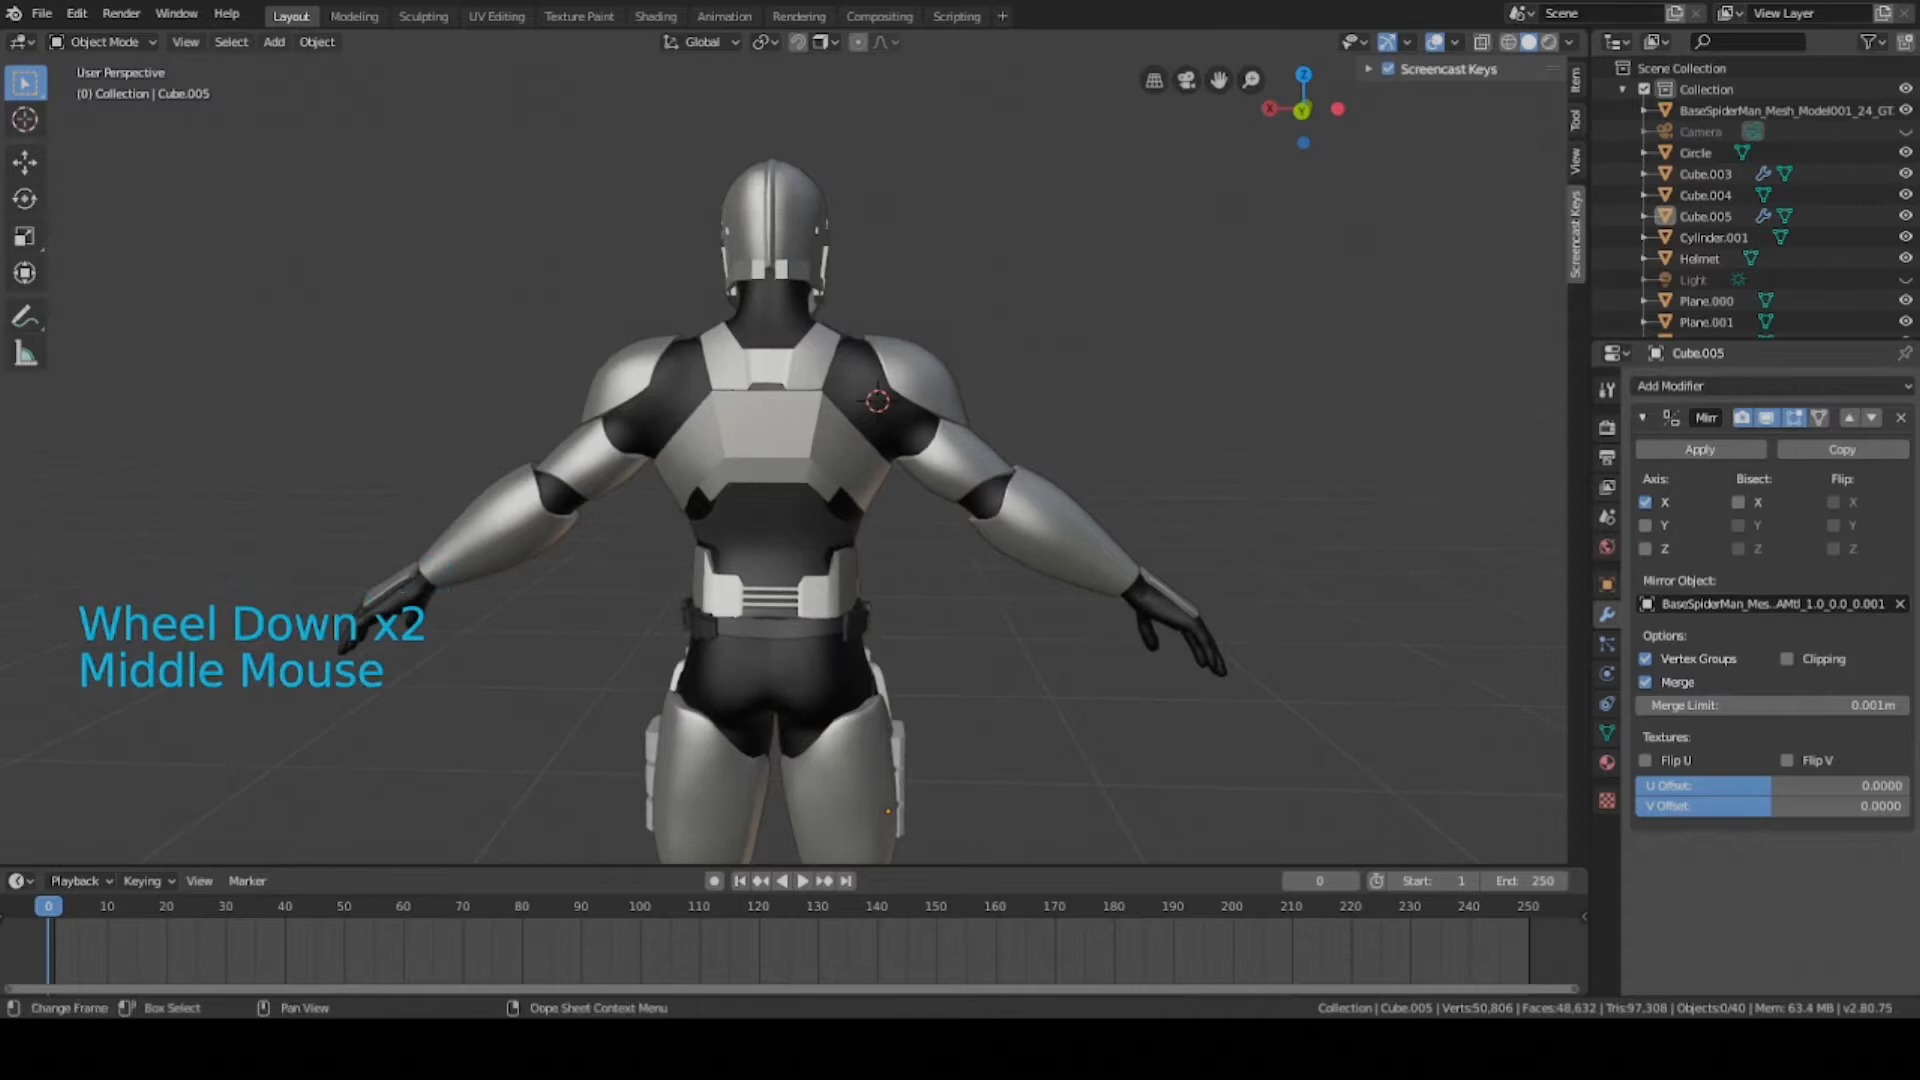 File Edit Render Window Help
Layout Modeling Sculpting UV Editing Texture Paint Shading Animation Rendering Compositing Scripting +
Scene
View Layer
Object Mode View Select Add Object
Global
User Perspective
(0) Collection | Cube.005
Screencast Keys
Z
X
Y
Item
Tool
View
Screencast Keys
Scene Collection
Collection
BaseSpiderMan_Mesh_Model001_24_GT.
Camera
Circle
Cube.003
Cube.004
Cube.005
Cylinder.001
Helmet
Light
Plane.000
Plane.001
Cube.005
Add Modifier
Mirr
Apply Copy
Axis: Bisect: Flip:
X X X
Y Y Y
Z Z Z
Mirror Object:
BaseSpiderMan_Mes..AMtl_1.0_0.0_0.001
Options:
Vertex Groups Clipping
Merge
Merge Limit: 0.001m
Textures:
Flip U Flip V
U Offset: 0.0000
V Offset: 0.0000
Wheel Down x2
Middle Mouse
Playback Keying View Marker
0 Start: 1 End: 250
0 10 20 30 40 50 60 70 80 90 100 110 120 130 140 150 160 170 180 190 200 210 220 230 240 250
Change Frame Box Select Pan View Dope Sheet Context Menu
Collection | Cube.005 | Verts:50,806 | Faces:48,632 | Tris:97,308 | Objects:0/40 | Mem: 63.4 MB | v2.80.75